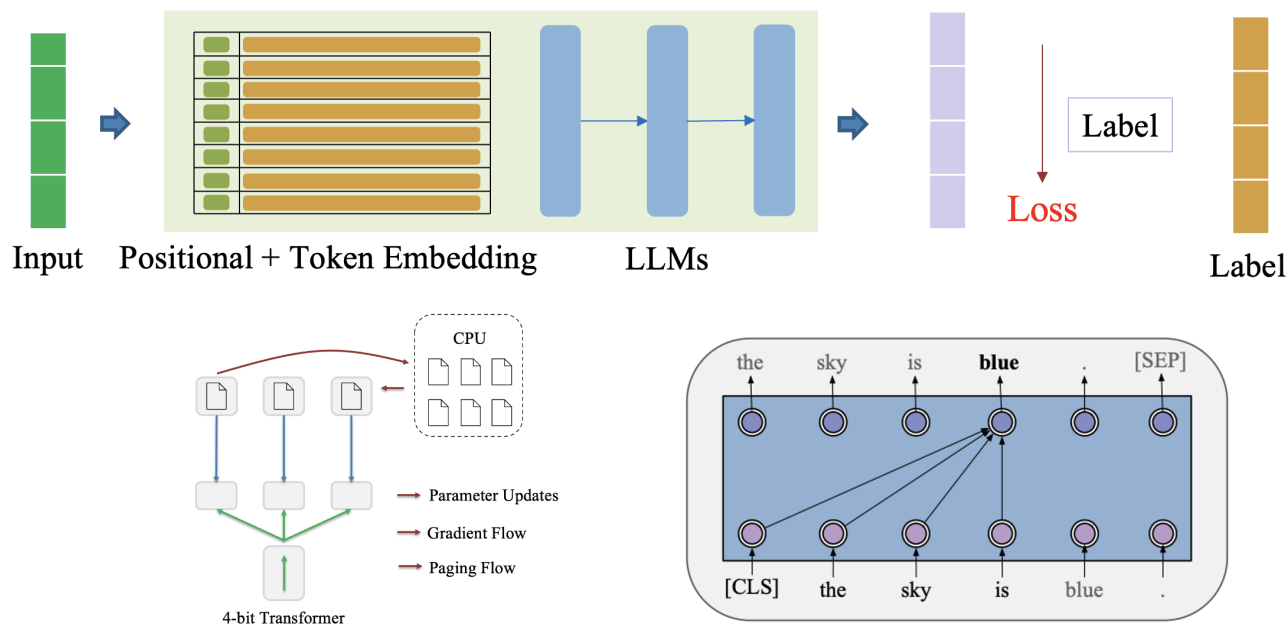 Label
Loss
Input
Positional + Token Embedding
LLMs
Label
CPU
Parameter Updates
Gradient Flow
Paging Flow
4-bit Transformer
the sky is blue . [SEP]
[CLS] the sky is blue .